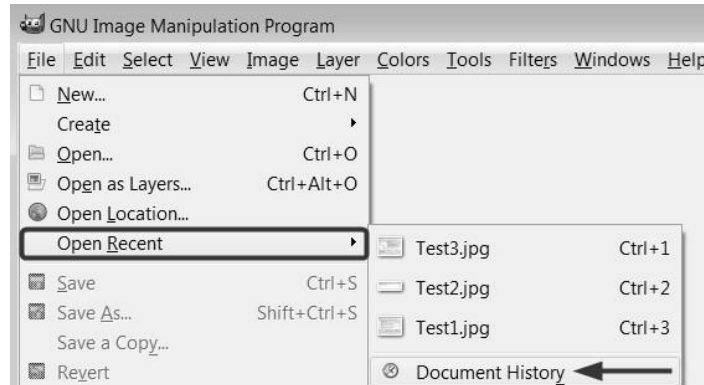 GNU Image Manipulation Program
File Edit Select View Image Layer Colors Tools Filters Windows Help
New... Ctrl+N
Create
Open... Ctrl+O
Open as Layers... Ctrl+Alt+O
Open Location...
Open Recent
Test3.jpg Ctrl+1
Save Ctrl+S
Test2.jpg Ctrl+2
Save As... Shift+Ctrl+S
Test1.jpg Ctrl+3
Save a Copy...
Revert
Document History